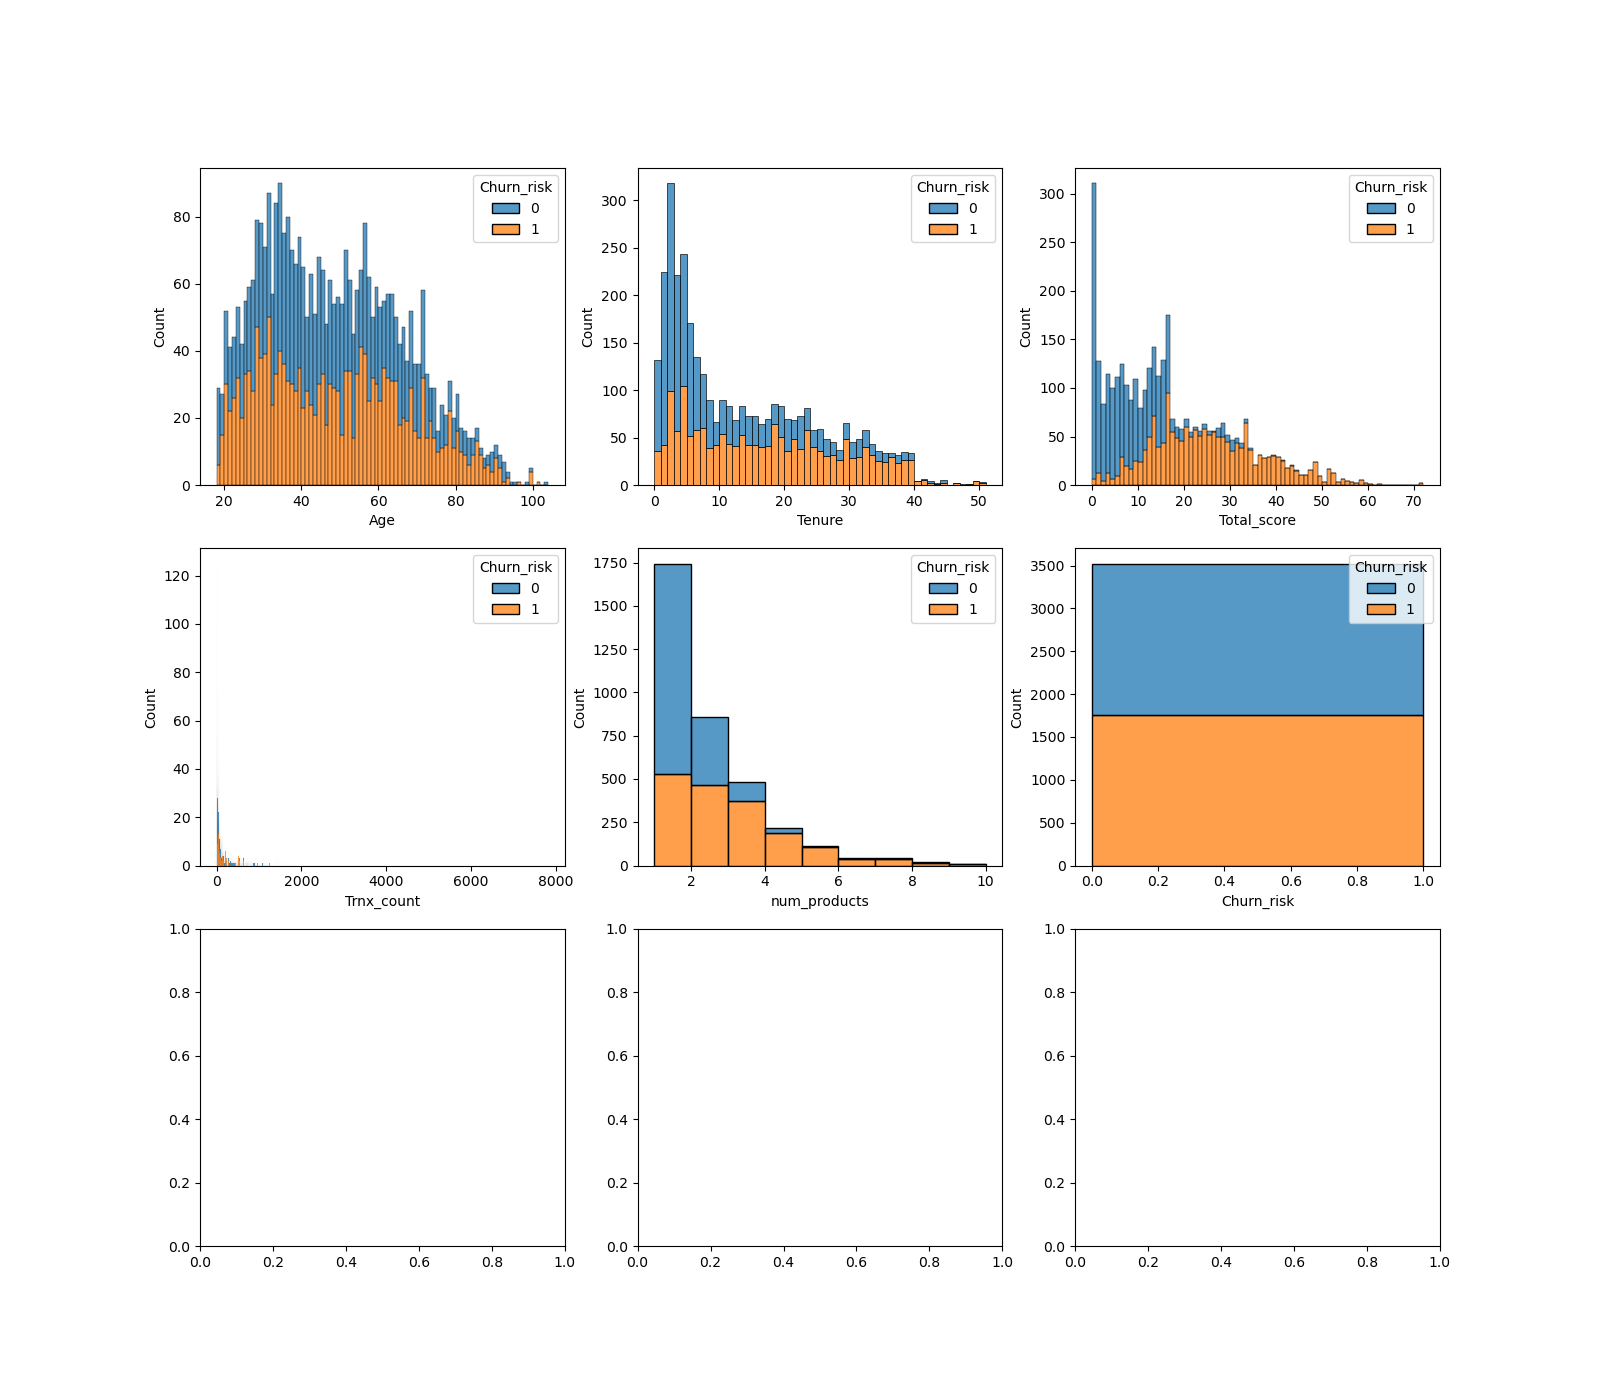 Churn_risk
0
1
80
60
40
20
0
Count
20 40 60 80 100
Age
Churn_risk
0
1
300
250
200
150
100
50
0
Count
0 10 20 30 40 50
Tenure
Churn_risk
0
1
300
250
200
150
100
50
0
Count
0 10 20 30 40 50 60 70
Total_score
Churn_risk
0
1
120
100
80
60
40
20
0
Count
0 2000 4000 6000 8000
Trnx_count
Churn_risk
0
1
1750
1500
1250
1000
750
500
250
0
Count
2 4 6 8 10
num_products
Churn_risk
0
1
3500
3000
2500
2000
1500
1000
500
0
Count
0.0 0.2 0.4 0.6 0.8 1.0
Churn_risk
1.0
0.8
0.6
0.4
0.2
0.0
0.0 0.2 0.4 0.6 0.8 1.0
1.0
0.8
0.6
0.4
0.2
0.0
0.0 0.2 0.4 0.6 0.8 1.0
1.0
0.8
0.6
0.4
0.2
0.0
0.0 0.2 0.4 0.6 0.8 1.0